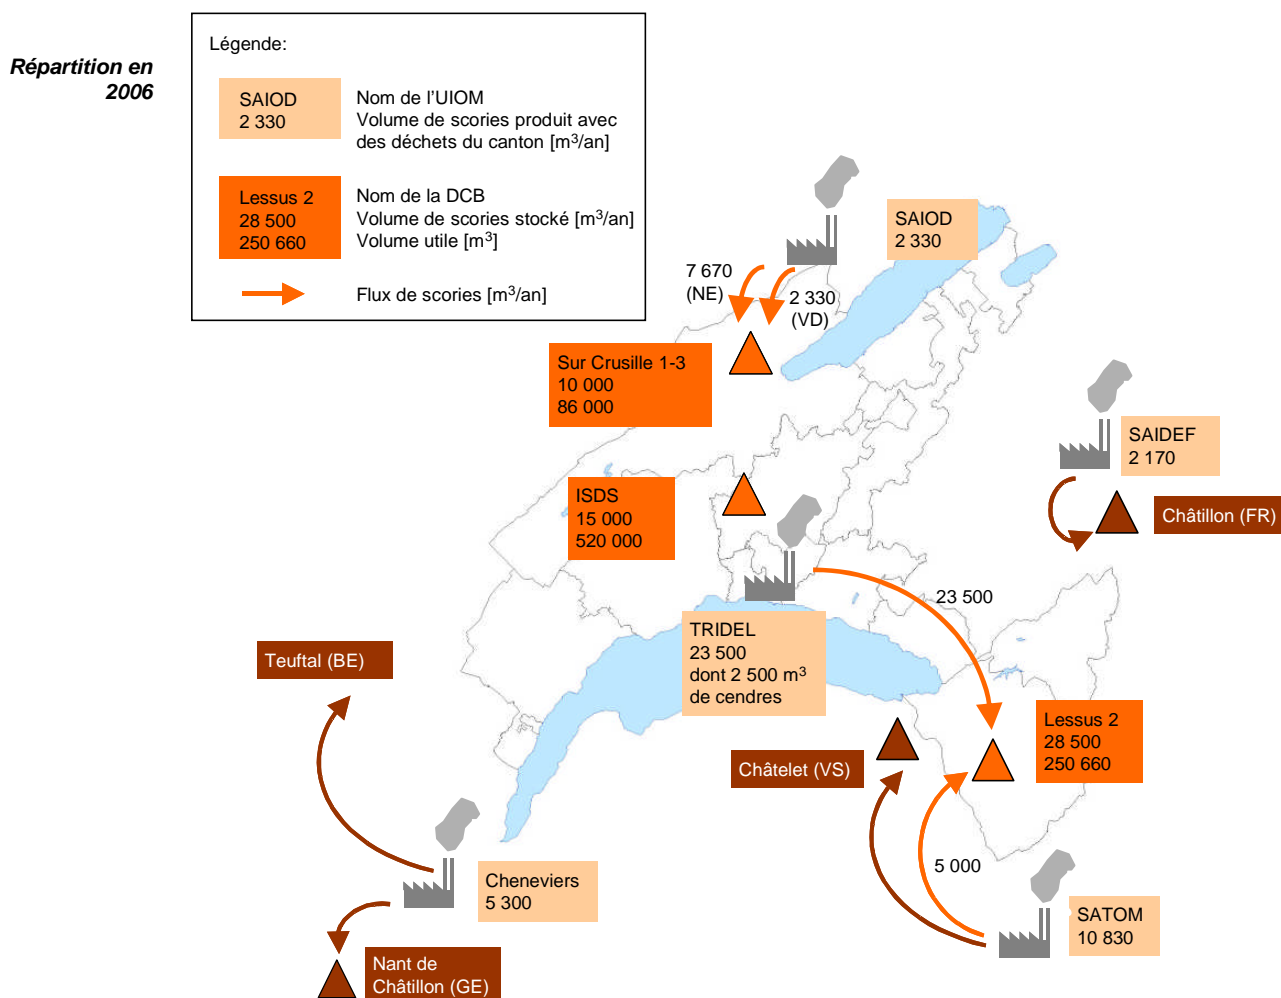 Répartition en
2006
Légende:
SAIOD
2 330
Nom de l'UIOM
Volume de scories produit avec
des déchets du canton [m³/an]
Lessus 2
28 500
250 660
Nom de la DCB
Volume de scories stocké [m³/an]
Volume utile [m³]
Flux de scories [m³/an]
SAIOD
2 330
7 670
(NE)
2 330
(VD)
Sur Crusille 1-3
10 000
86 000
SAIDEF
2 170
Châtillon (FR)
ISDS
15 000
520 000
23 500
TRIDEL
23 500
dont 2 500 m³
de cendres
Teuftal (BE)
Lessus 2
28 500
250 660
Châtelet (VS)
5 000
Cheneviers
5 300
SATOM
10 830
Nant de
Châtillon (GE)